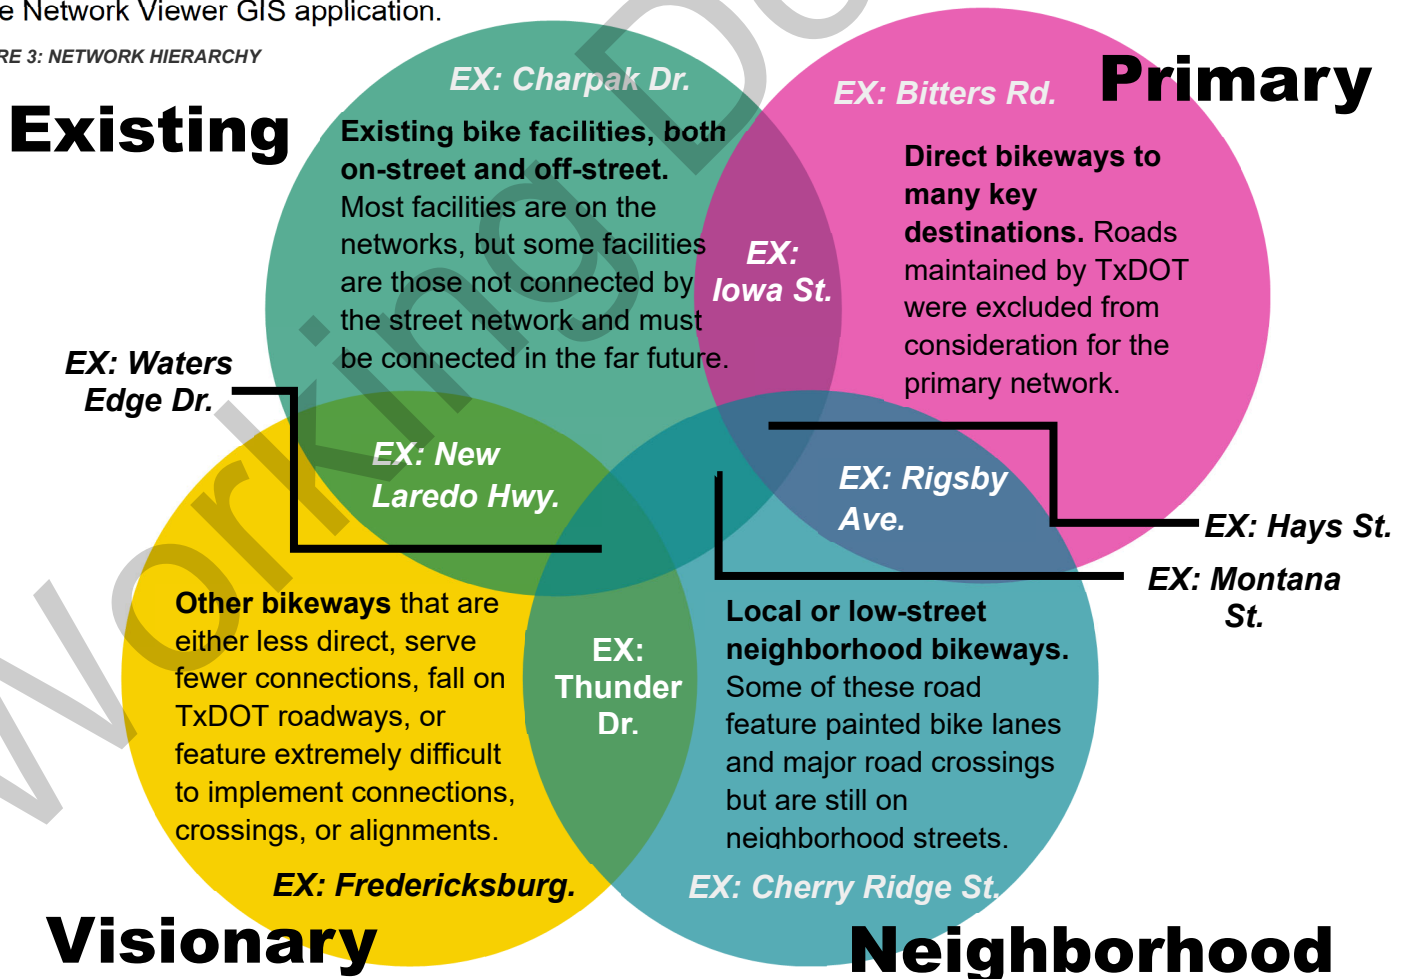 e Network Viewer GIS application.
RE 3: NETWORK HIERARCHY
Existing
EX: Charpak Dr.
Existing bike facilities, both
on-street and off-street.
Most facilities are on the
networks, but some facilities
are those not connected by
the street network and must
be connected in the far future.
Primary
EX: Bitters Rd.
Direct bikeways to
many key
destinations. Roads
maintained by TxDOT
were excluded from
consideration for the
primary network.
EX:
Iowa St.
EX: Waters
Edge Dr.
EX: New
Laredo Hwy.
EX: Rigsby
Ave.
EX: Hays St.
EX: Montana
St.
Other bikeways that are
either less direct, serve
fewer connections, fall on
TxDOT roadways, or
feature extremely difficult
to implement connections,
crossings, or alignments.
EX: Fredericksburg.
Visionary
EX:
Thunder
Dr.
Local or low-street
neighborhood bikeways.
Some of these road
feature painted bike lanes
and major road crossings
but are still on
neighborhood streets.
EX: Cherry Ridge St.
Neighborhood
Working D